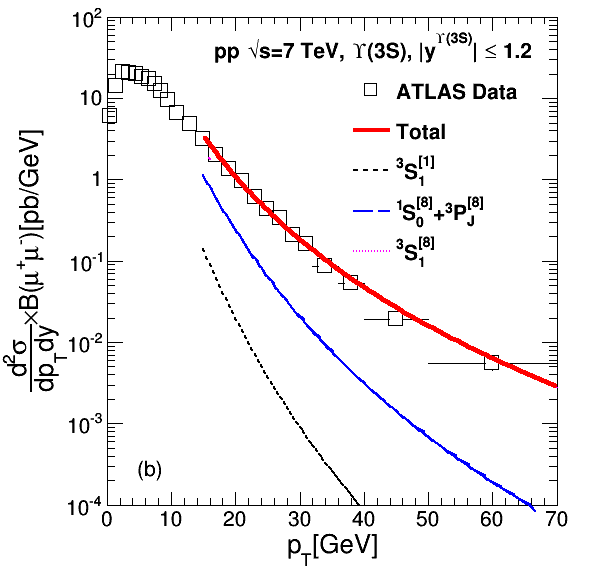 pp √s=7 TeV, ϒ(3S), |y^ϒ(3S)| ≤ 1.2
ATLAS Data
Total
³S₁^[1]
¹S₀^[8]+³P_J^[8]
³S₁^[8]
d²σ/dp_Tdy ×B(μ⁺μ⁻)[pb/GeV]
10²
10
1
10⁻¹
10⁻²
10⁻³
10⁻⁴
(b)
0 10 20 30 40 50 60 70
p_T[GeV]